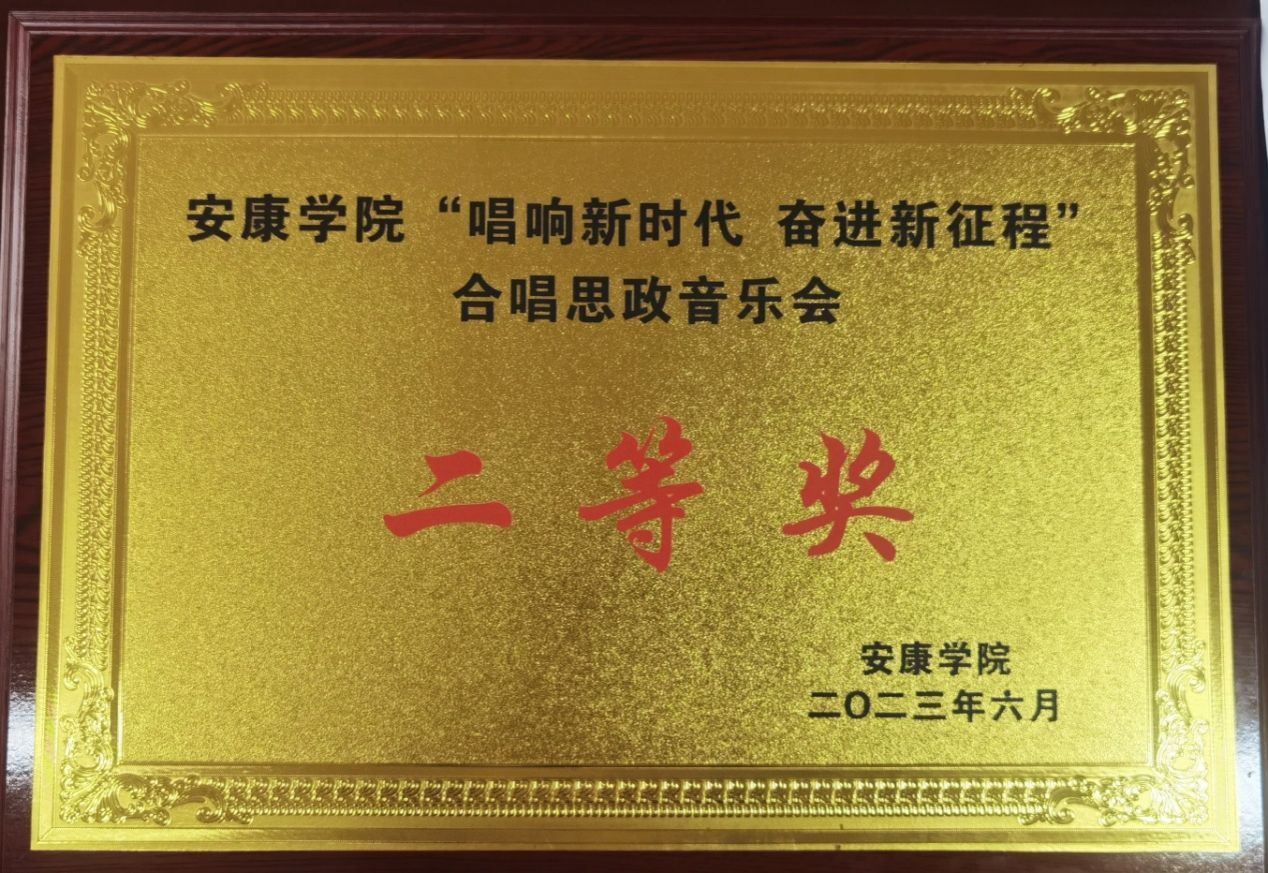 安康学院“唱响新时代 奋进新征程”
合唱思政音乐会
二等奖
安康学院
二〇二三年六月